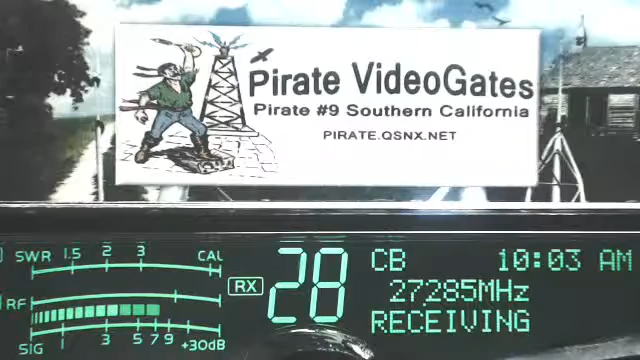 Pirate VideoGates
Pirate #9 Southern California
PIRATE.QSNX.NET
SWR 1.5 2 3 CAL
RX 28 CB 10:03 AM
27285MHz
RF
RECEIVING
SIG 1 3 5 7 9 +30dB